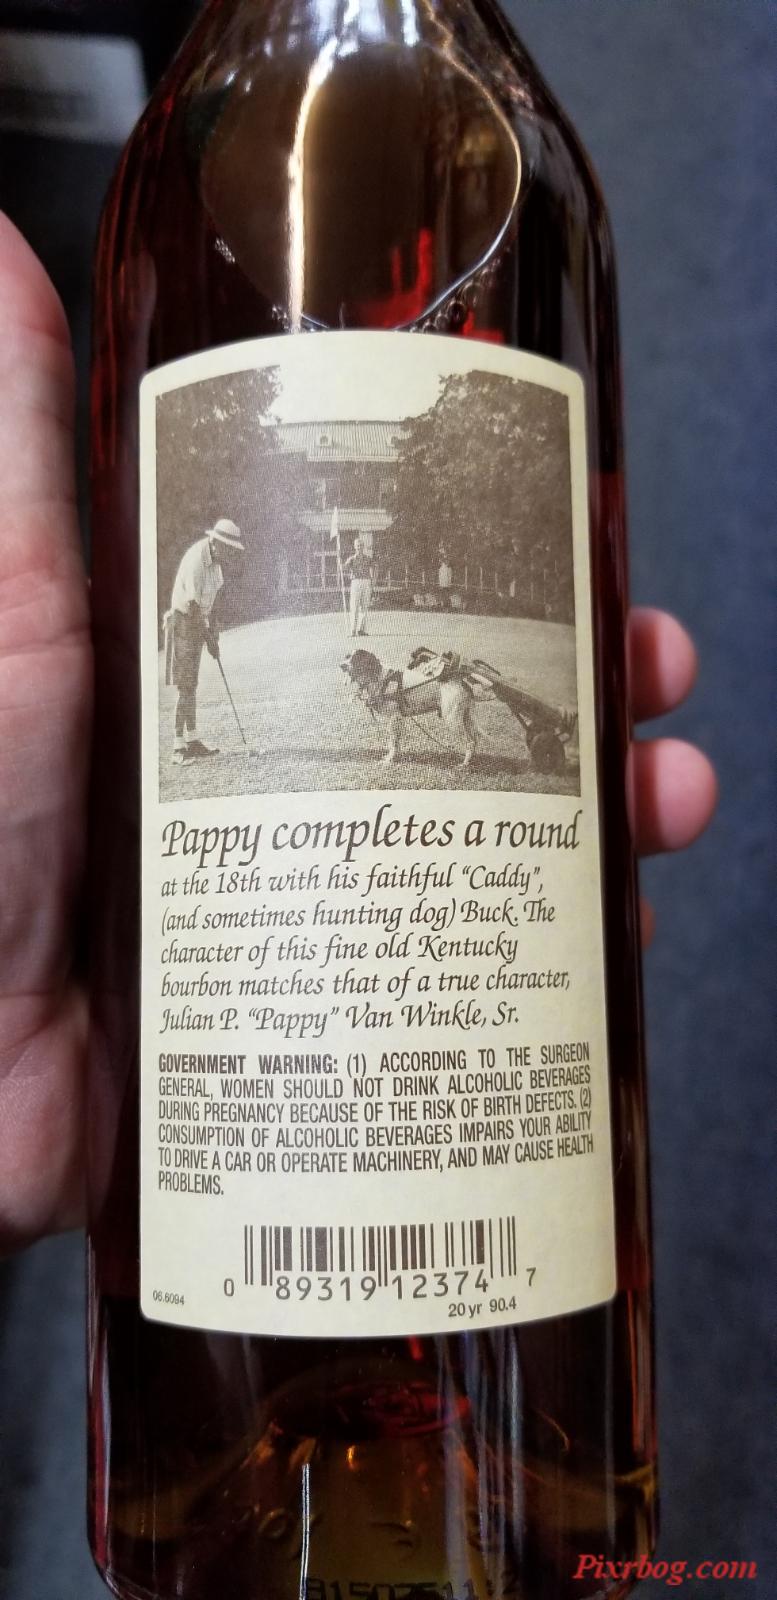 Pappy completes a round
at the 18th with his faithful “Caddy”,
(and sometimes hunting dog) Buck. The
character of this fine old Kentucky
bourbon matches that of a true character,
Julian P. “Pappy” Van Winkle, Sr.
GOVERNMENT WARNING: (1) ACCORDING TO THE SURGEON
GENERAL, WOMEN SHOULD NOT DRINK ALCOHOLIC BEVERAGES
DURING PREGNANCY BECAUSE OF THE RISK OF BIRTH DEFECTS. (2)
CONSUMPTION OF ALCOHOLIC BEVERAGES IMPAIRS YOUR ABILITY
TO DRIVE A CAR OR OPERATE MACHINERY, AND MAY CAUSE HEALTH
PROBLEMS.
0 89319 12374 7
06.6094
20 yr 90.4
Pixrbog.com